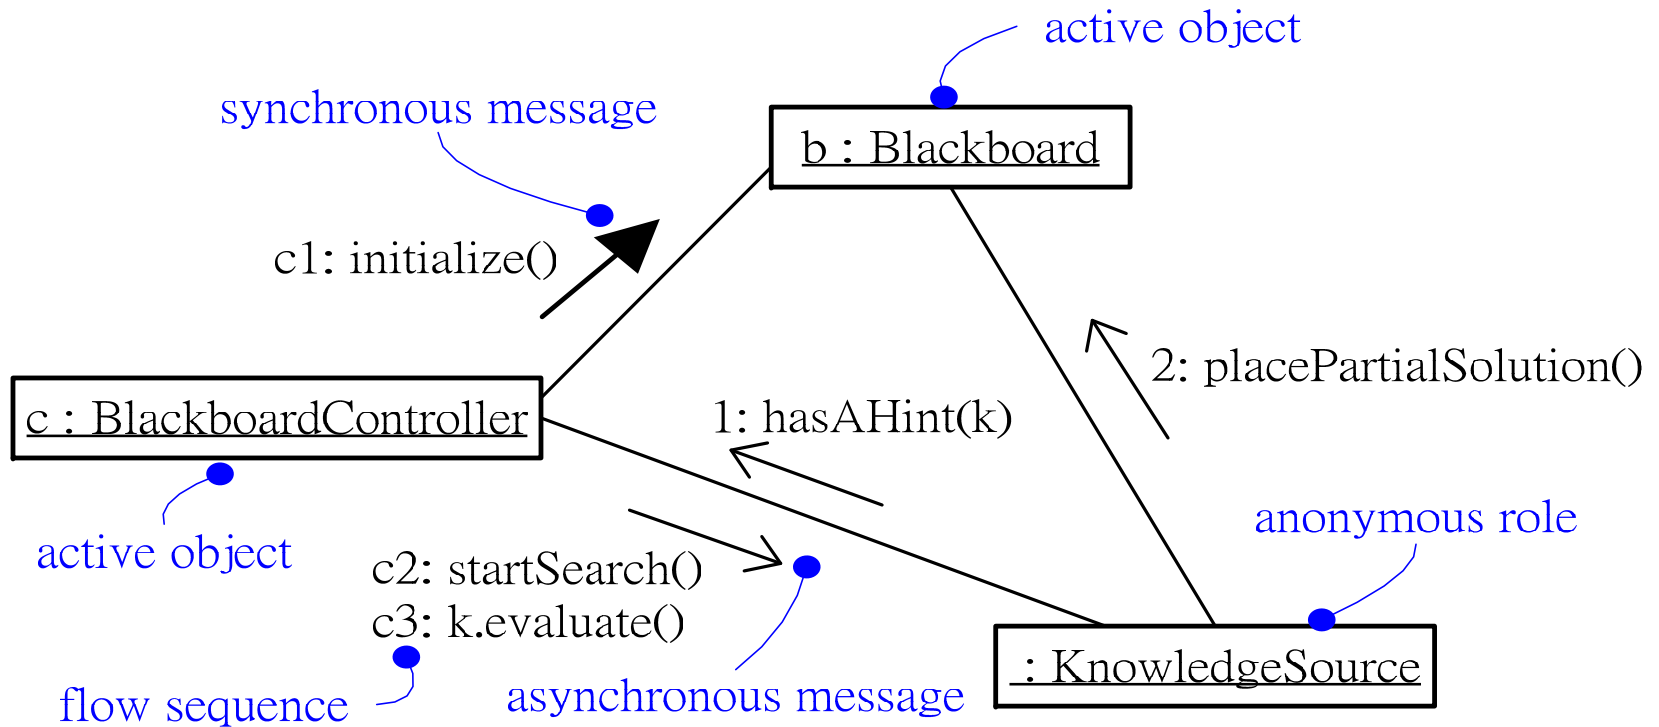 active object
synchronous message
b : Blackboard
c1: initialize()
2: placePartialSolution()
c : BlackboardController
1: hasAHint(k)
anonymous role
active object
c2: startSearch()
c3: k.evaluate()
: KnowledgeSource
flow sequence
asynchronous message